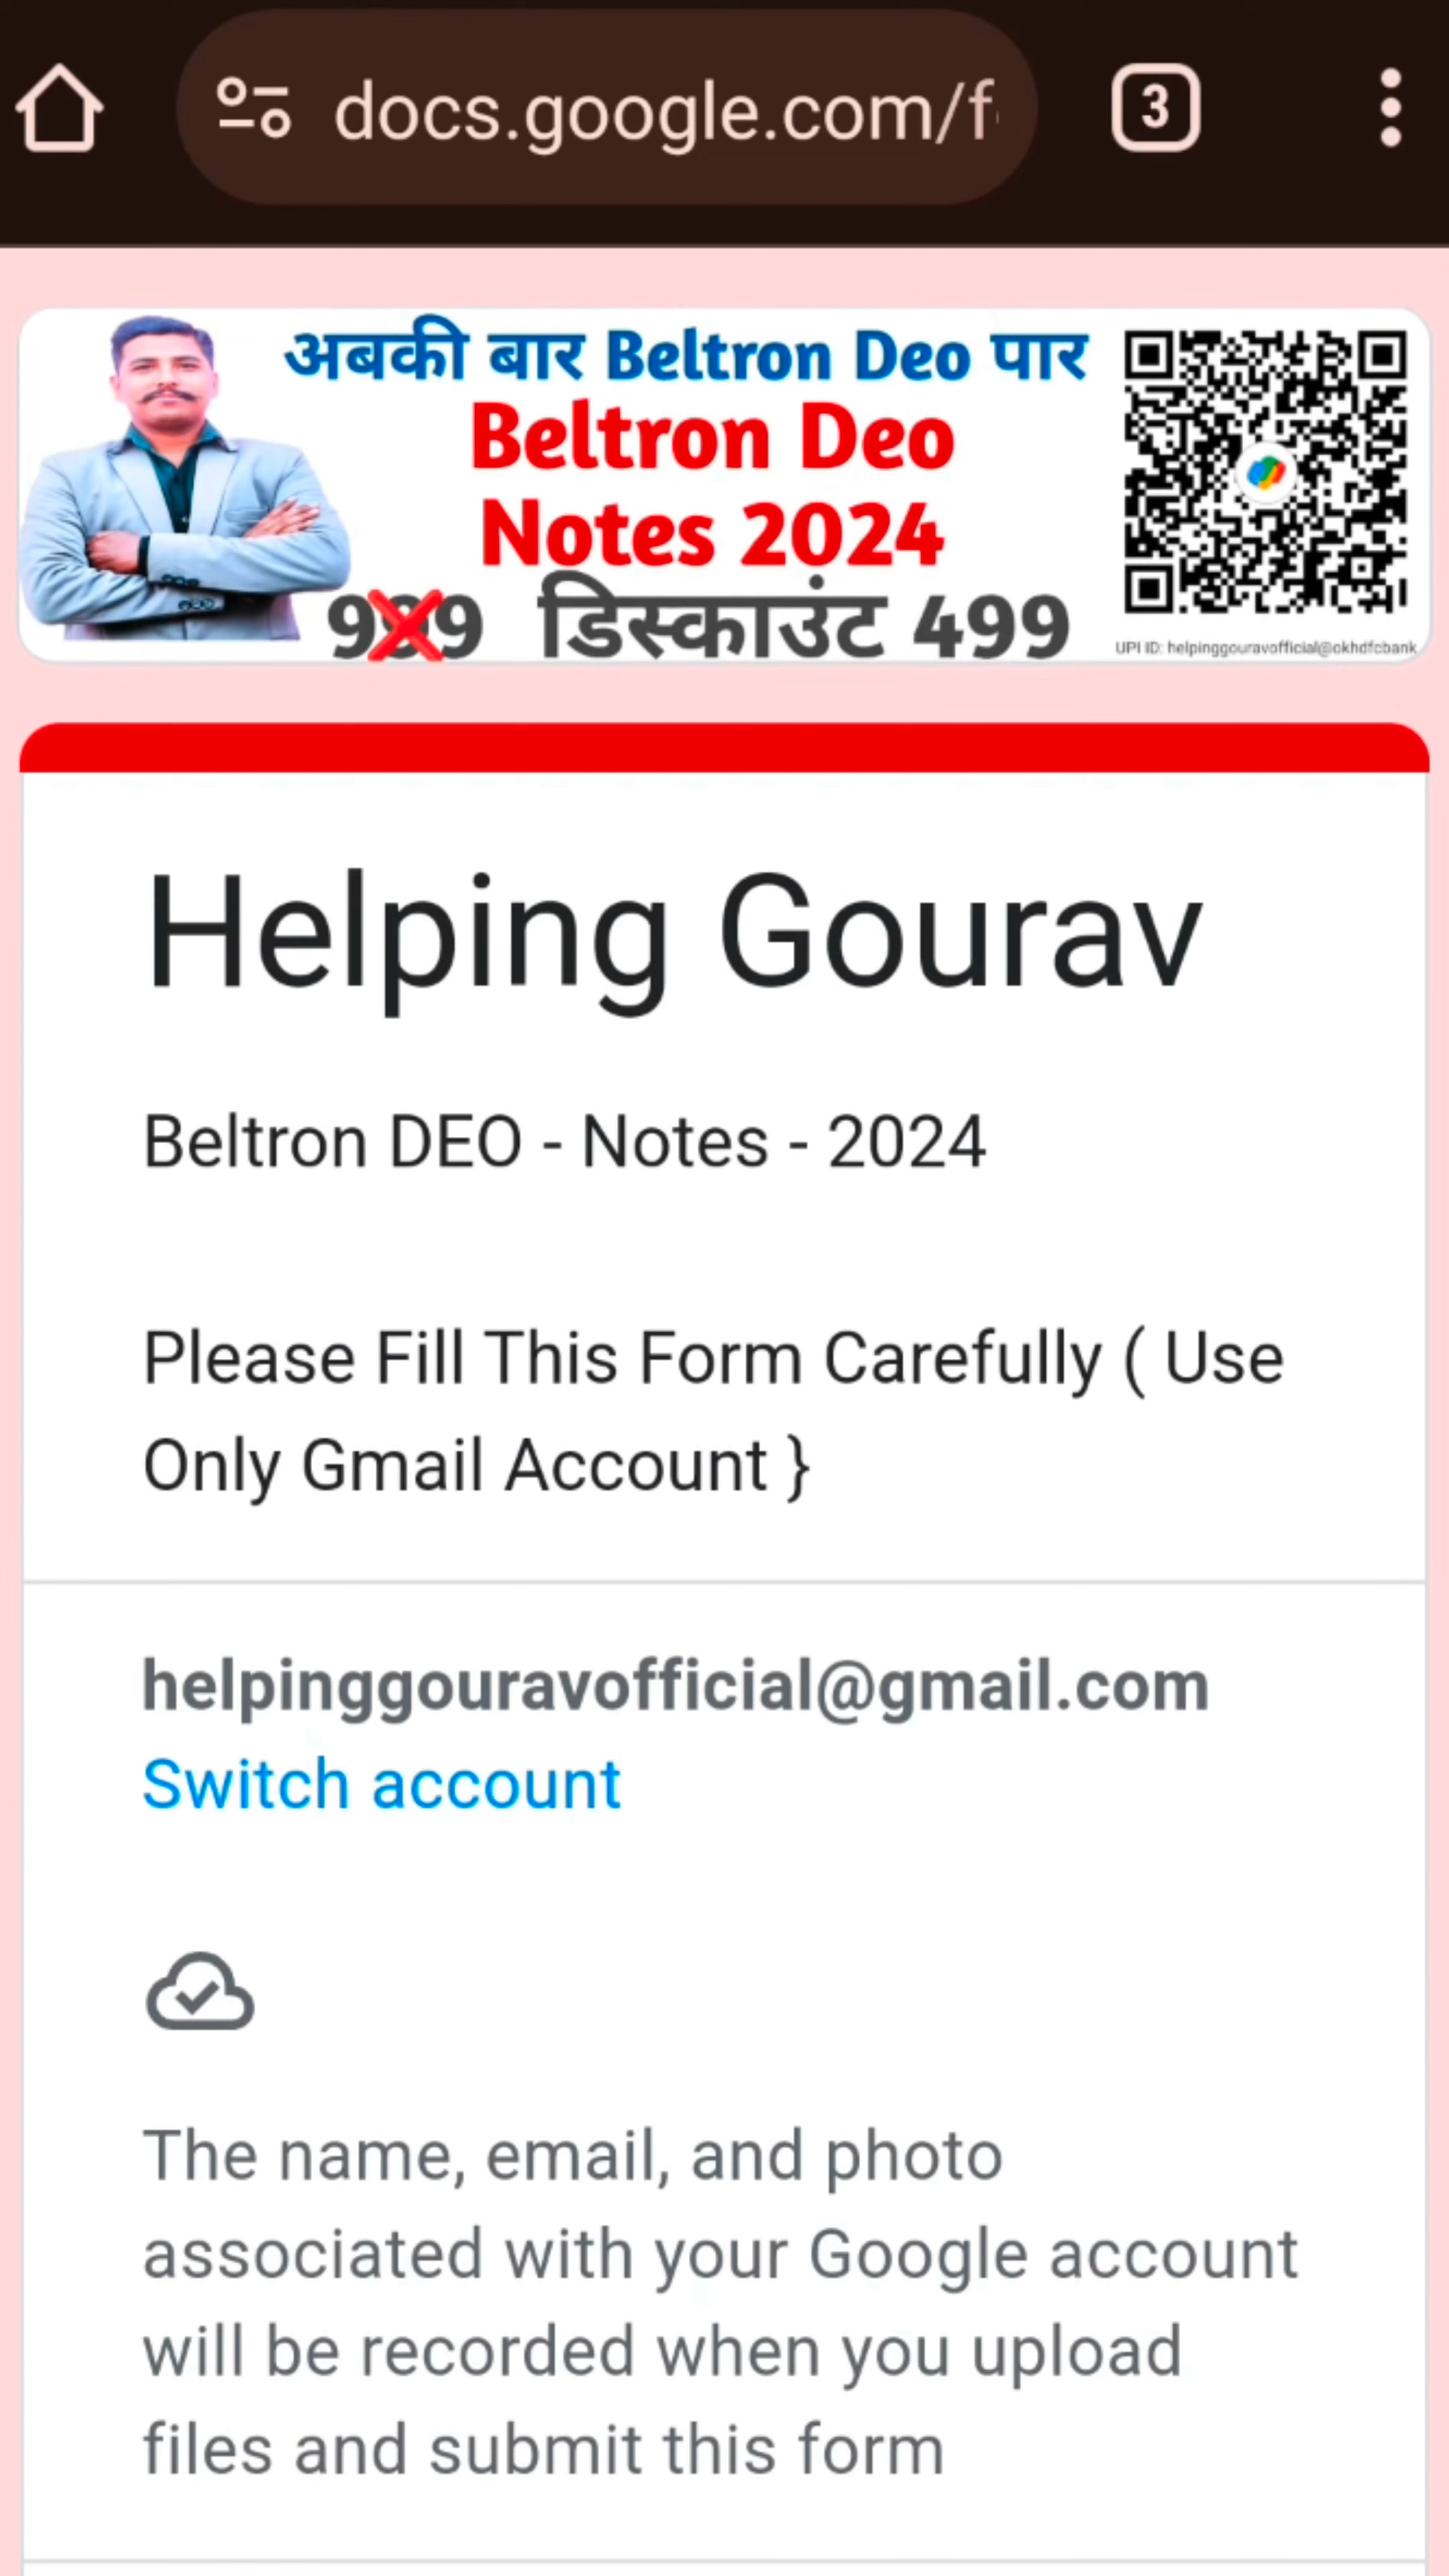 docs.google.com/f
3
अबकी बार Beltron Deo पार
Beltron Deo
Notes 2024
999 डिस्काउंट 499
UPI ID: helpinggouravofficial@okhdfcbank
Helping Gourav
Beltron DEO - Notes - 2024
Please Fill This Form Carefully ( Use
Only Gmail Account }
helpinggouravofficial@gmail.com
Switch account
The name, email, and photo
associated with your Google account
will be recorded when you upload
files and submit this form